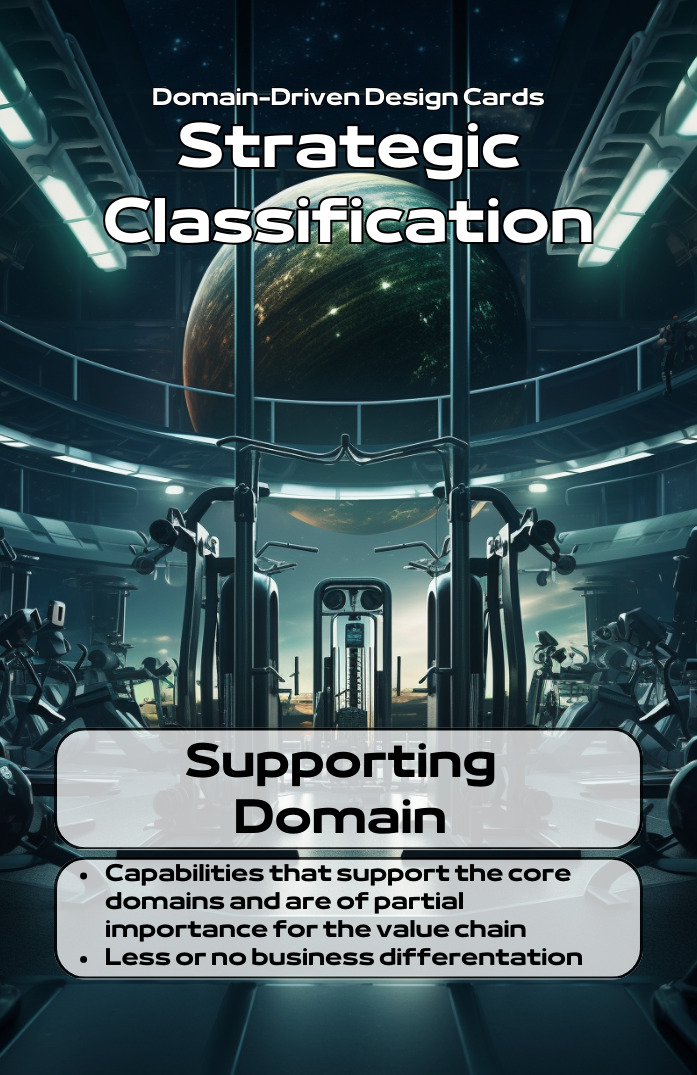 Domain-Driven Design Cards
Strategic
Classification
Supporting
Domain
• Capabilities that support the core
domains and are of partial
importance for the value chain
• Less or no business differentation